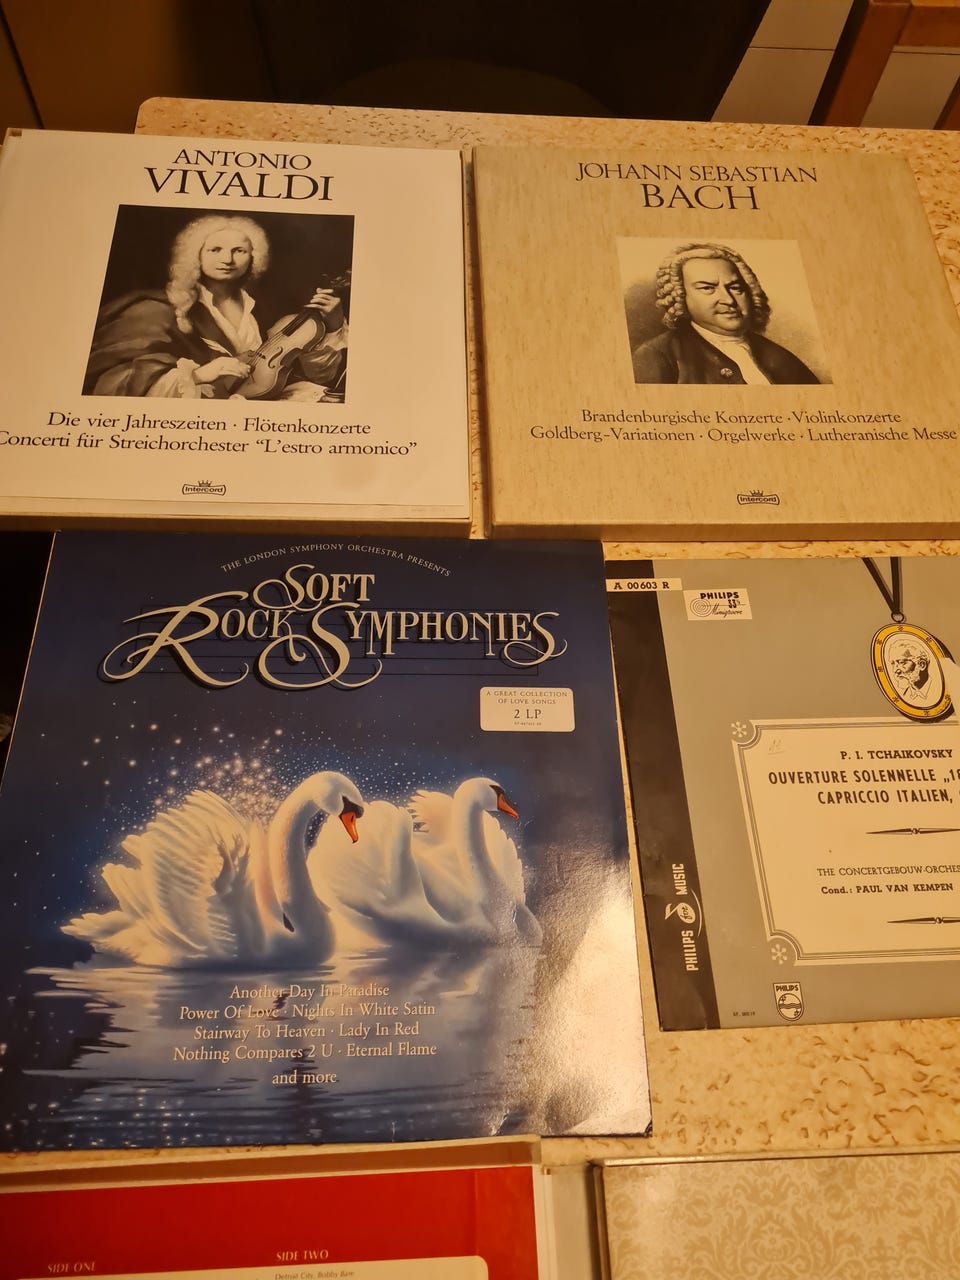 ANTONIO
VIVALDI
Die vier Jahreszeiten · Flötenkonzerte
Concerti für Streichorchester “L'estro armonico”
Intercord
JOHANN SEBASTIAN
BACH
Brandenburgische Konzerte · Violinkonzerte
Goldberg-Variationen · Orgelwerke · Lutheranische Messe
Intercord
THE LONDON SYMPHONY ORCHESTRA PRESENTS
SOFT
ROCK SYMPHONIES
A GREAT COLLECTION
OF LOVE SONGS
2 LP
Another Day In Paradise
Power Of Love · Nights In White Satin
Stairway To Heaven · Lady In Red
Nothing Compares 2 U · Eternal Flame
and more
A 00603 R
PHILIPS
Minigroove
P. I. TCHAIKOVSKY
OUVERTURE SOLENNELLE „18
CAPRICCIO ITALIEN,
THE CONCERTGEBOUW-ORCHES
Cond.: PAUL VAN KEMPEN
PHILIPS for MUSIC
PHILIPS
SIDE ONE
SIDE TWO
Detroit City, Bobby Bare